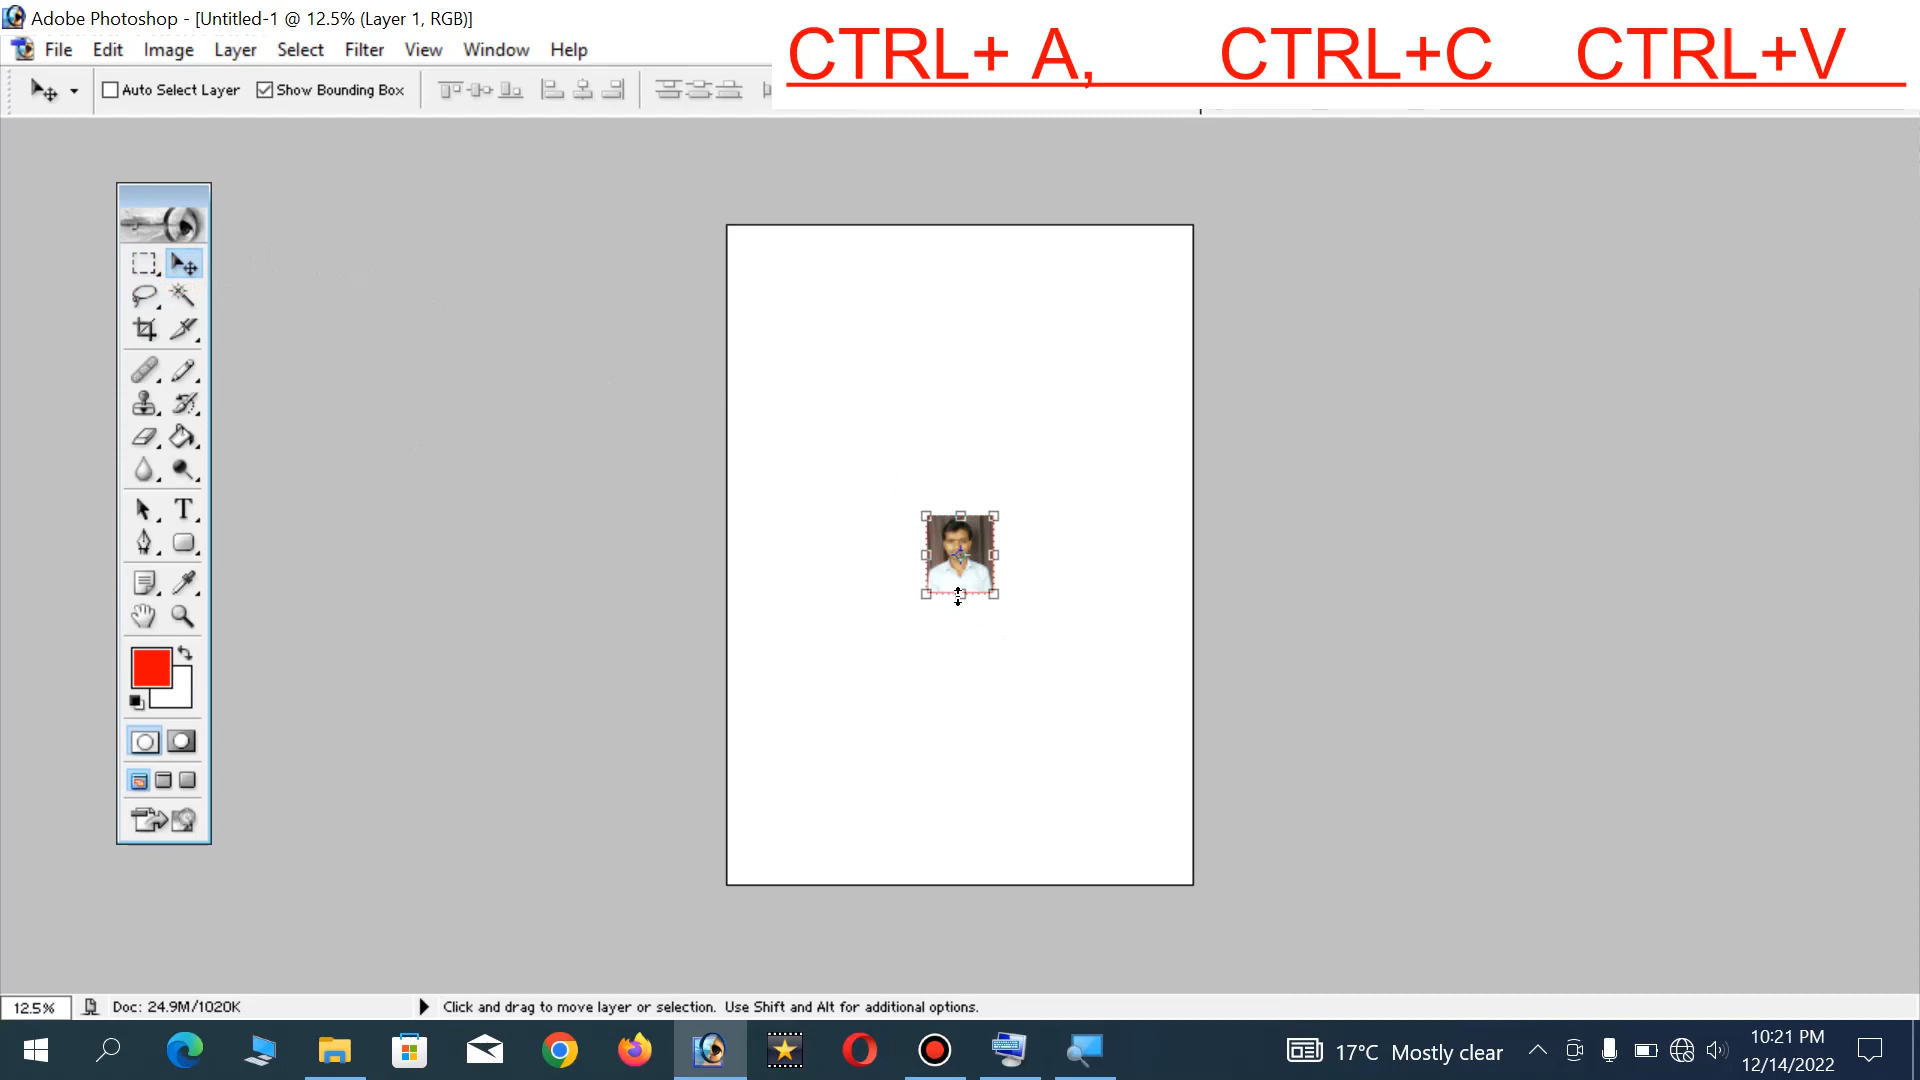 Adobe Photoshop - [Untitled-1 @ 12.5% (Layer 1, RGB)]
File Edit Image Layer Select Filter View Window Help
CTRL+ A, CTRL+C CTRL+V
Auto Select Layer Show Bounding Box
T
12.5% Doc: 24.9M/1020K Click and drag to move layer or selection. Use Shift and Alt for additional options.
17°C Mostly clear
10:21 PM
12/14/2022